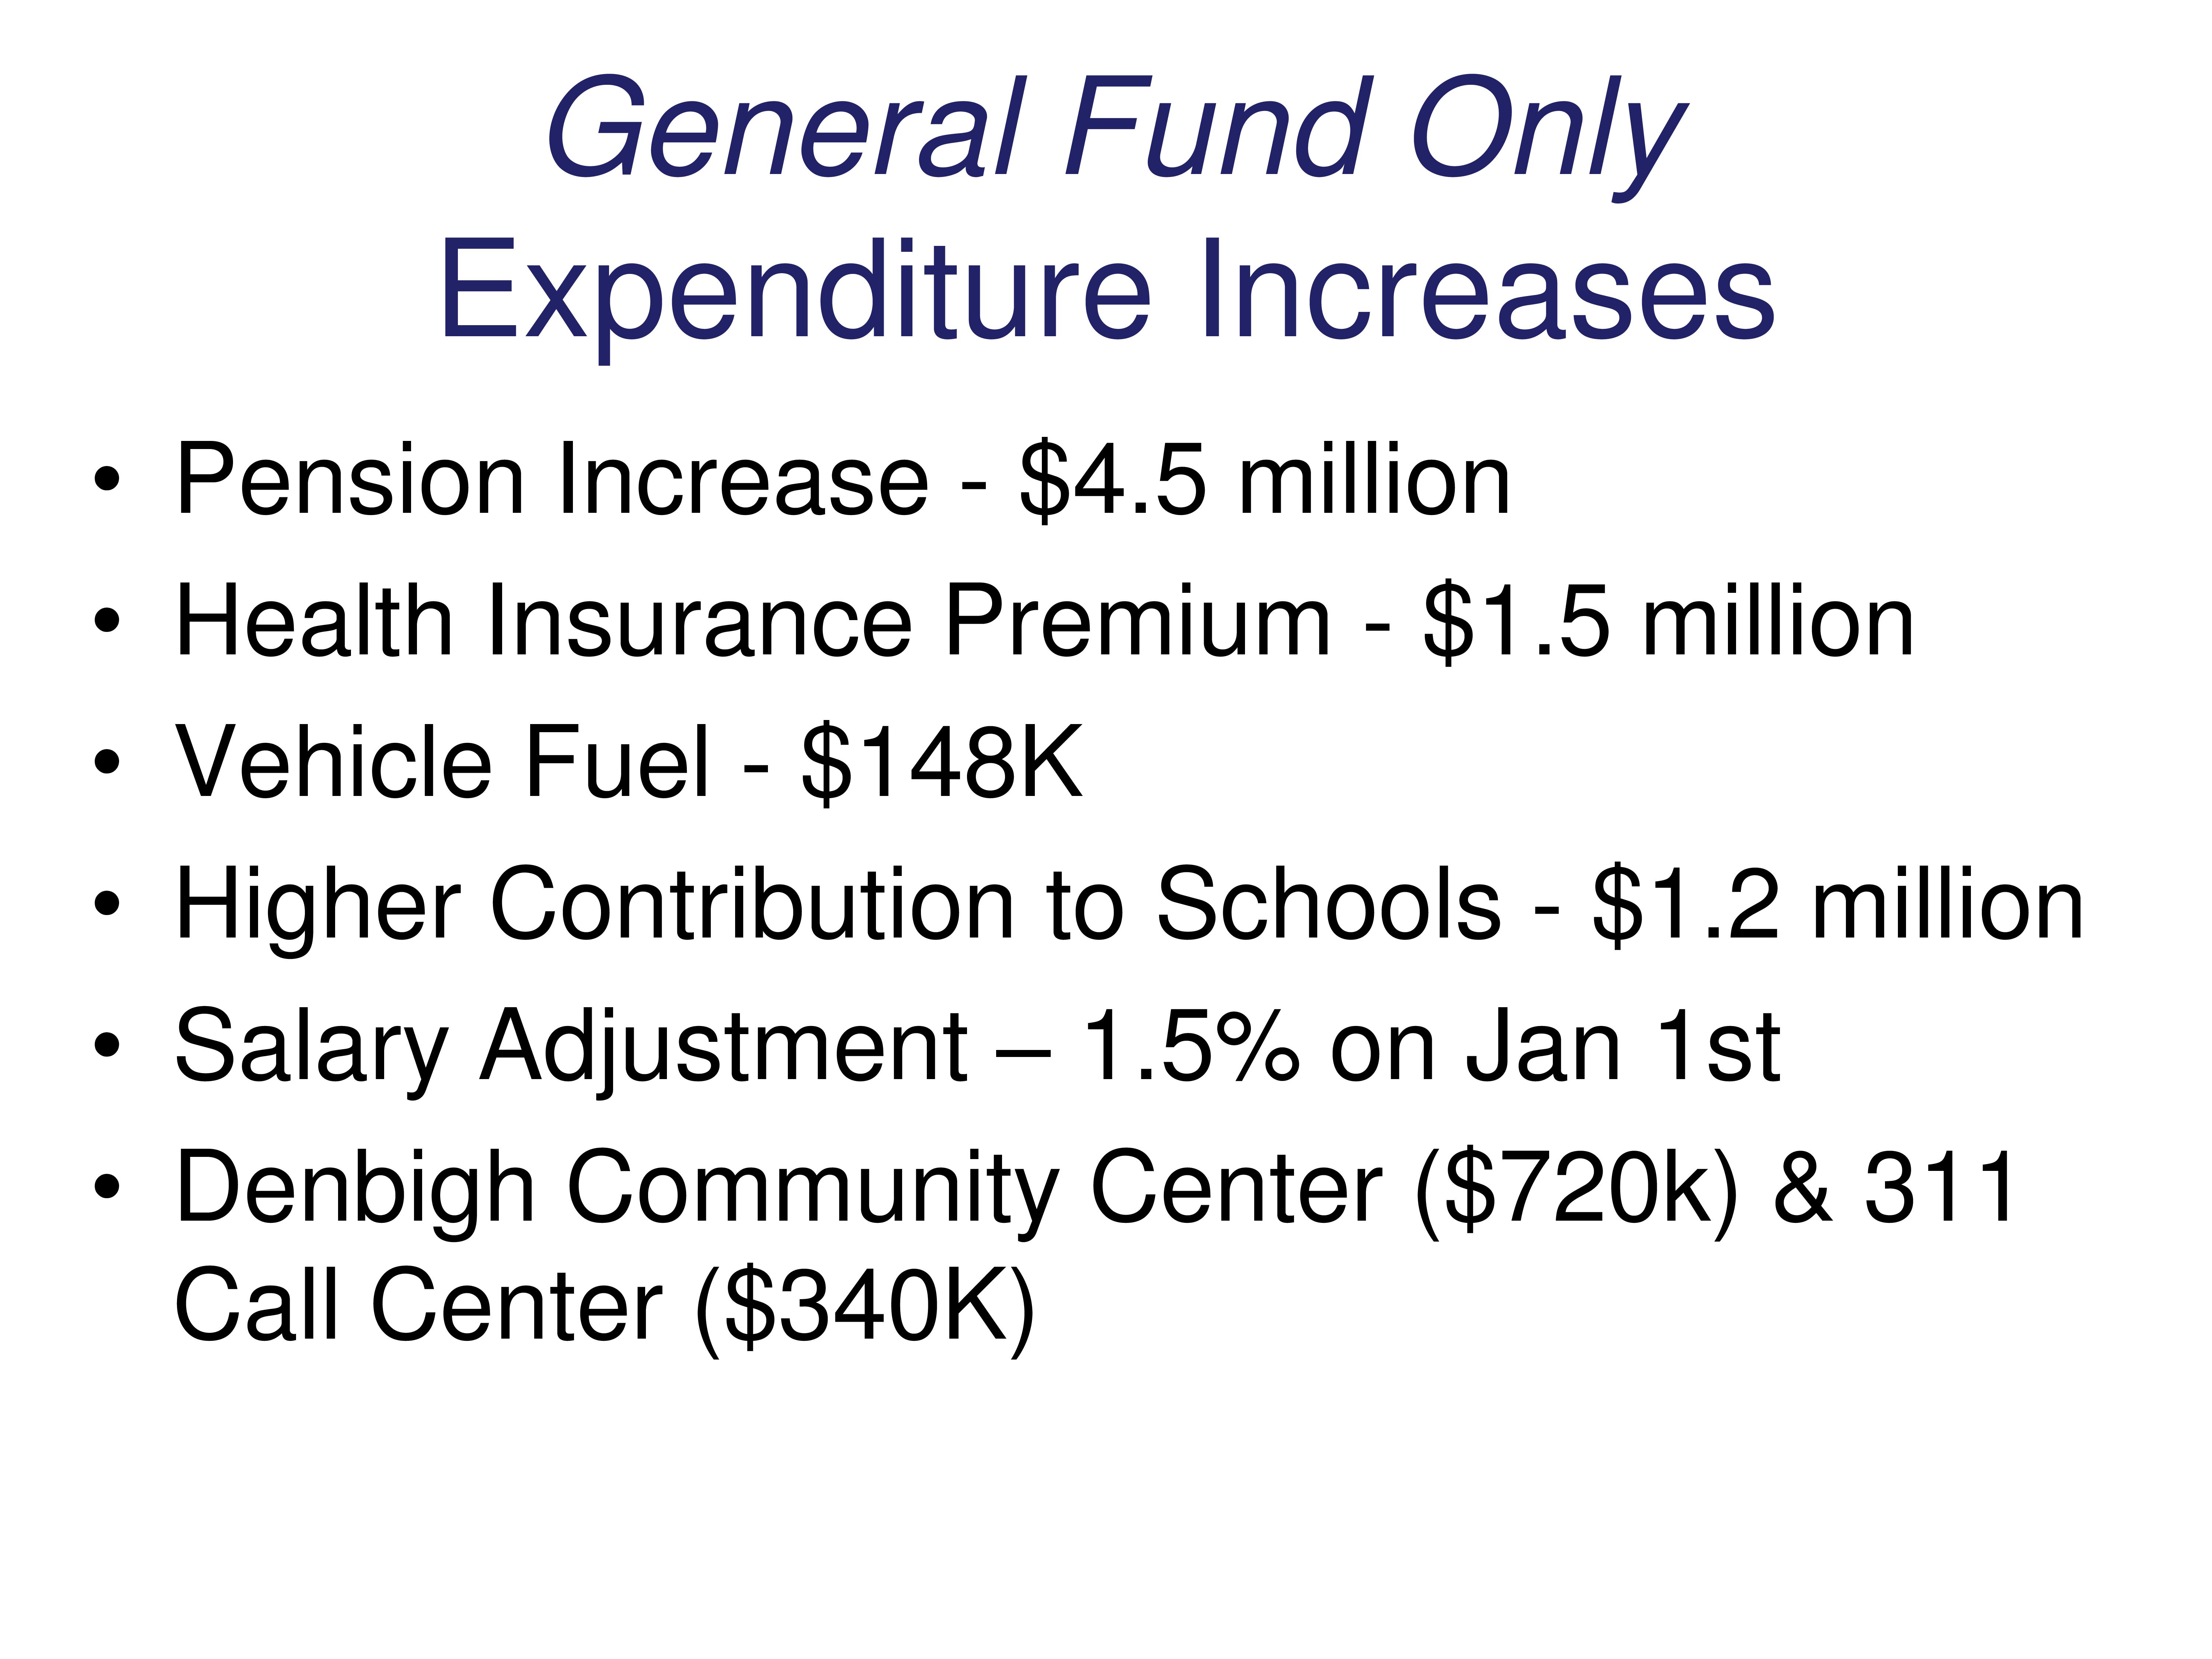 General Fund Only
Expenditure Increases
• Pension Increase - $4.5 million
• Health Insurance Premium - $1.5 million
• Vehicle Fuel - $148K
• Higher Contribution to Schools - $1.2 million
• Salary Adjustment – 1.5% on Jan 1st
• Denbigh Community Center ($720k) & 311
Call Center ($340K)